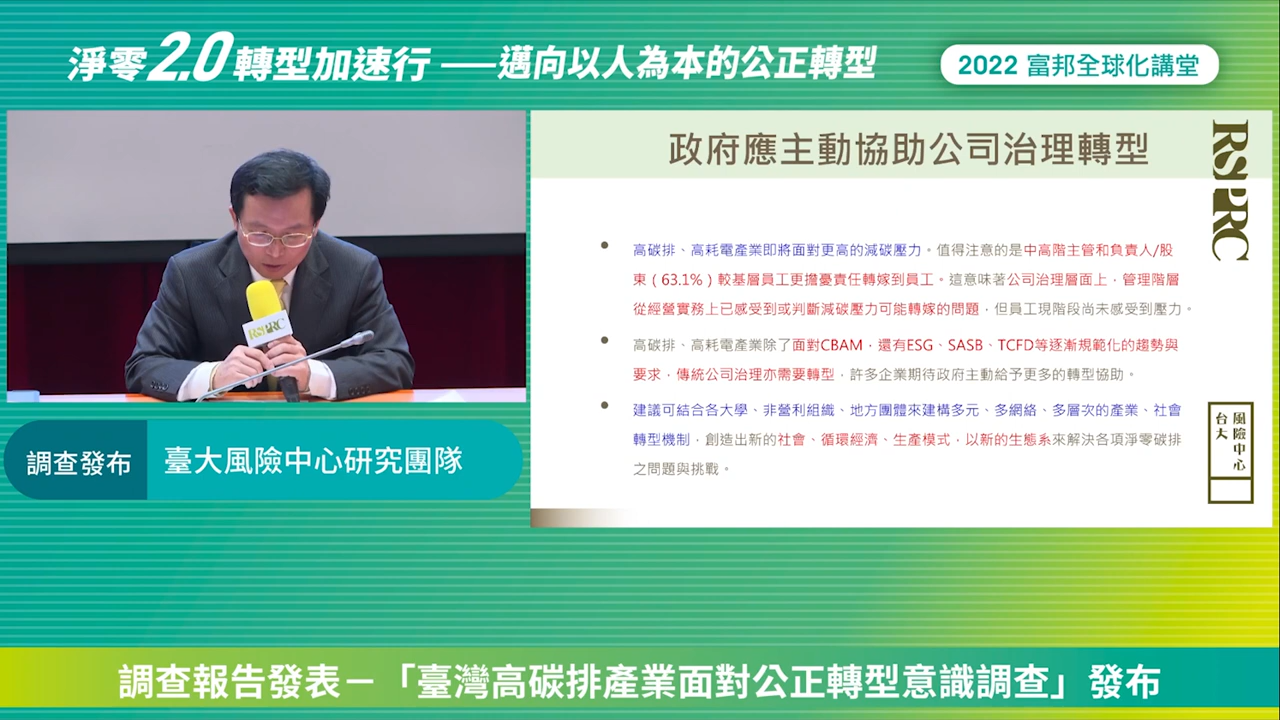 淨零2.0轉型加速行——邁向以人為本的公正轉型
2022 富邦全球化講堂
政府應主動協助公司治理轉型
RSPRC
高碳排、高耗電產業即將面對更高的減碳壓力。值得注意的是中高階主管和負責人/股
東（63.1%）較基層員工更擔憂責任轉嫁到員工。這意味著公司治理層面上，管理階層
從經營實務上已感受到或判斷減碳壓力可能轉嫁的問題，但員工現階段尚未感受到壓力。
高碳排、高耗電產業除了面對CBAM，還有ESG、SASB、TCFD等逐漸規範化的趨勢與
要求，傳統公司治理亦需要轉型，許多企業期待政府主動給予更多的轉型協助。
建議可結合各大學、非營利組織、地方團體來建構多元、多網絡、多層次的產業、社會
轉型機制，創造出新的社會、循環經濟、生產模式，以新的生態系來解決各項淨零碳排
之問題與挑戰。
台大
風險中心
RSPRC
調查發布
臺大風險中心研究團隊
調查報告發表－「臺灣高碳排產業面對公正轉型意識調查」發布